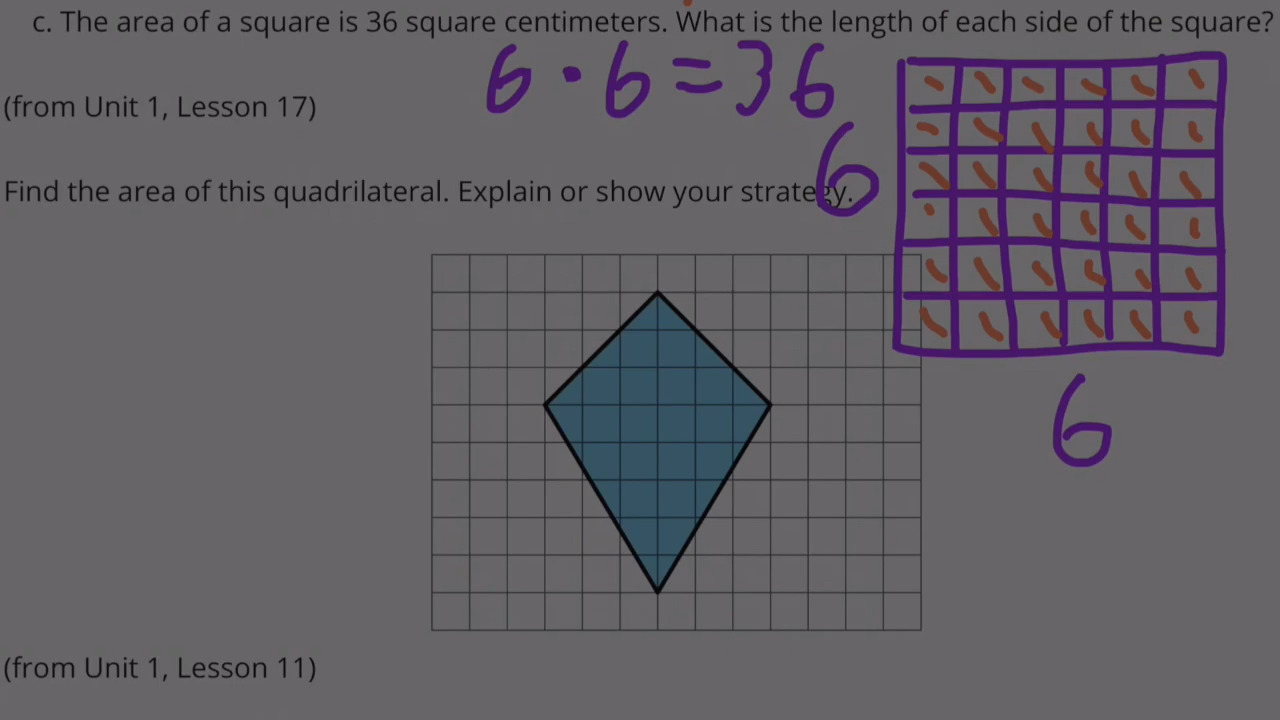 c. The area of a square is 36 square centimeters. What is the length of each side of the square?
6 · 6 = 36
(from Unit 1, Lesson 17)
6
Find the area of this quadrilateral. Explain or show your strategy.
6
(from Unit 1, Lesson 11)